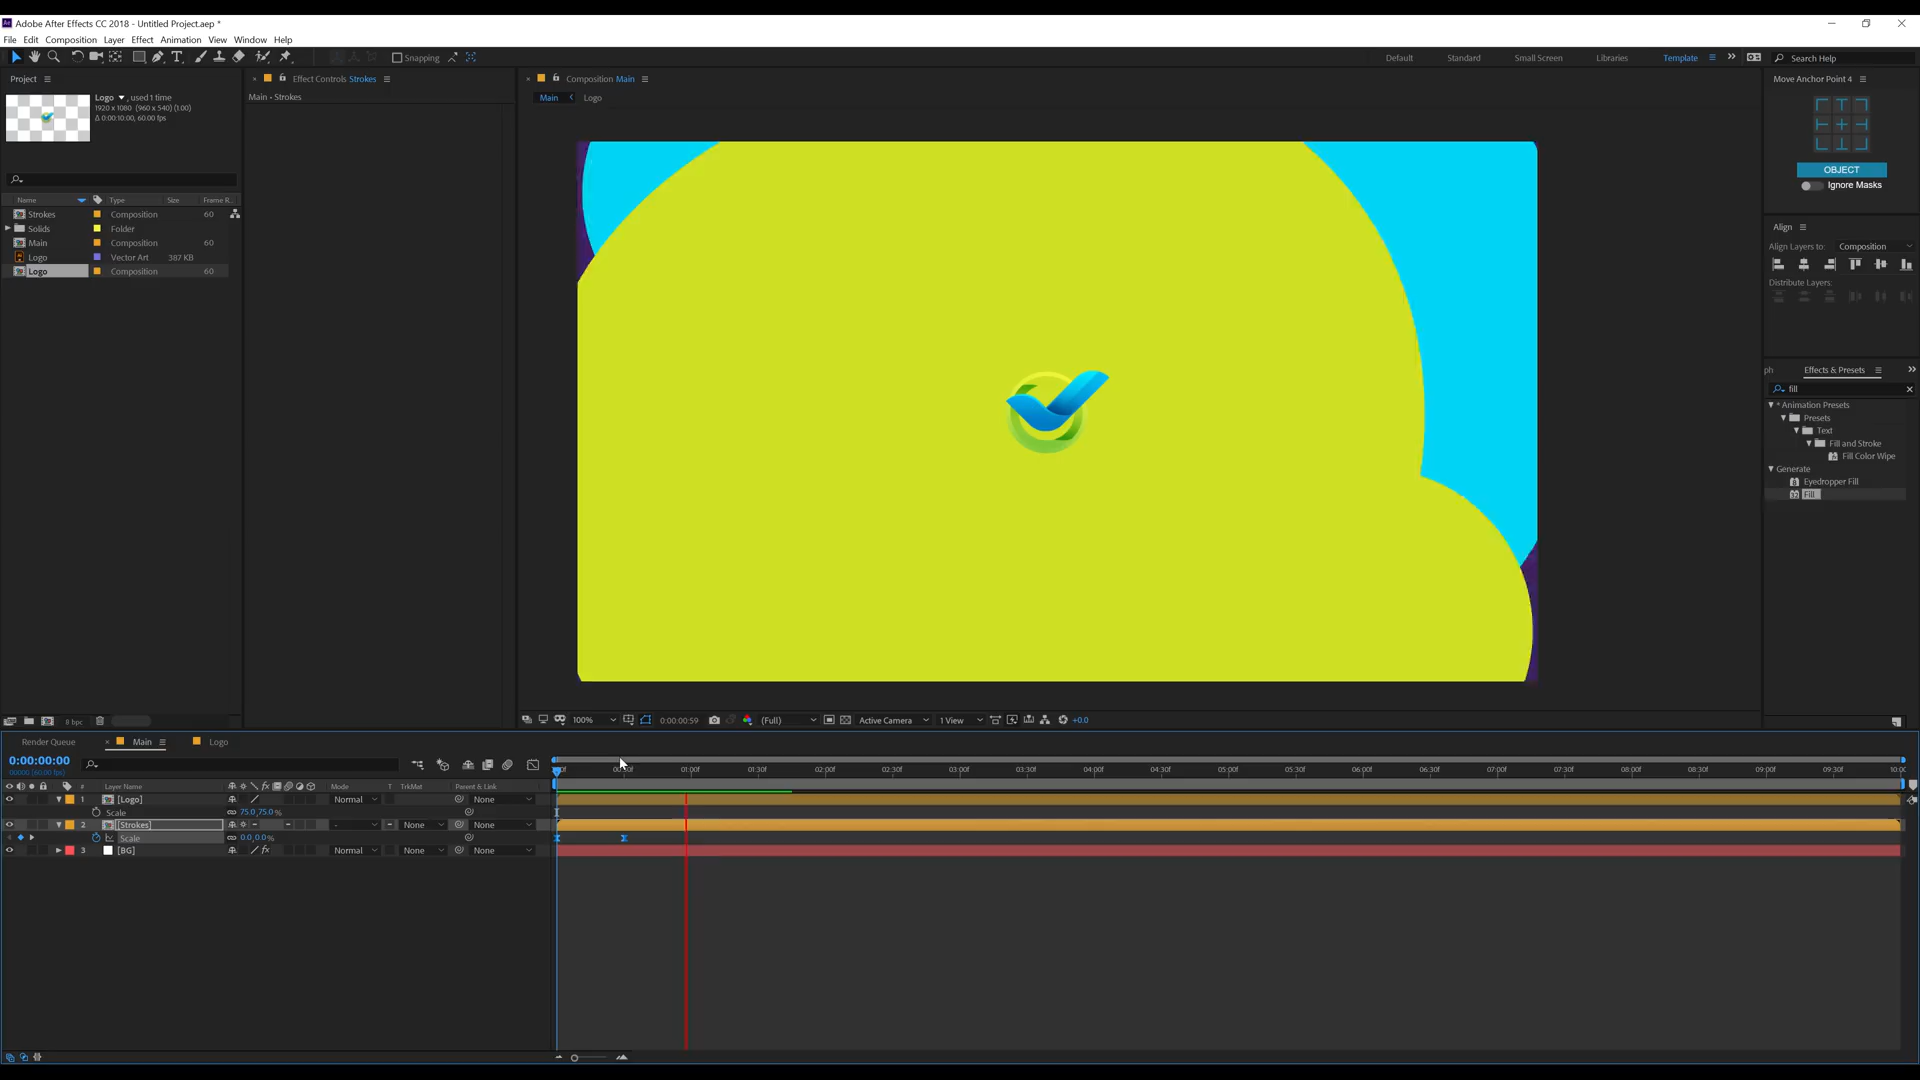 Adobe After Effects CC 2018 - Untitled Project.aep *
File Edit Composition Layer Effect Animation View Window Help
Snapping
Default Standard Small Screen Libraries Template Search Help
Project
Logo , used 1 time
1920 x 1080 (960 x 540) (1.00)
Δ 0:00:10:00, 60.00 fps
Name Type Size Frame R...
Strokes Composition 60
Solids Folder
Main Composition 60
Logo Vector Art 387 KB
Logo Composition 60
8 bpc
Effect Controls Strokes
Main - Strokes
Composition Main
Main Logo
100% 0:00:00:59 (Full) Active Camera 1 View +0.0
Move Anchor Point 4
OBJECT
Ignore Masks
Align
Align Layers to: Composition
Distribute Layers:
ph Effects & Presets
fill
* Animation Presets
Presets
Text
Fill and Stroke
Fill Color Wipe
Generate
Eyedropper Fill
Fill
Render Queue Main Logo
0:00:00:00
00000 (60.00 fps)
01:00f 01:30f 02:00f 02:30f 03:00f 03:30f 04:00f 04:30f 05:00f 05:30f 06:00f 06:30f 07:00f 07:30f 08:00f 08:30f 09:00f 09:30f
# Layer Name Mode T TrkMat Parent & Link
1 [Logo] Normal None
Scale 75.0,75.0%
2 [Strokes] - None None
Scale 0.0,0.0%
3 [BG] Normal None None